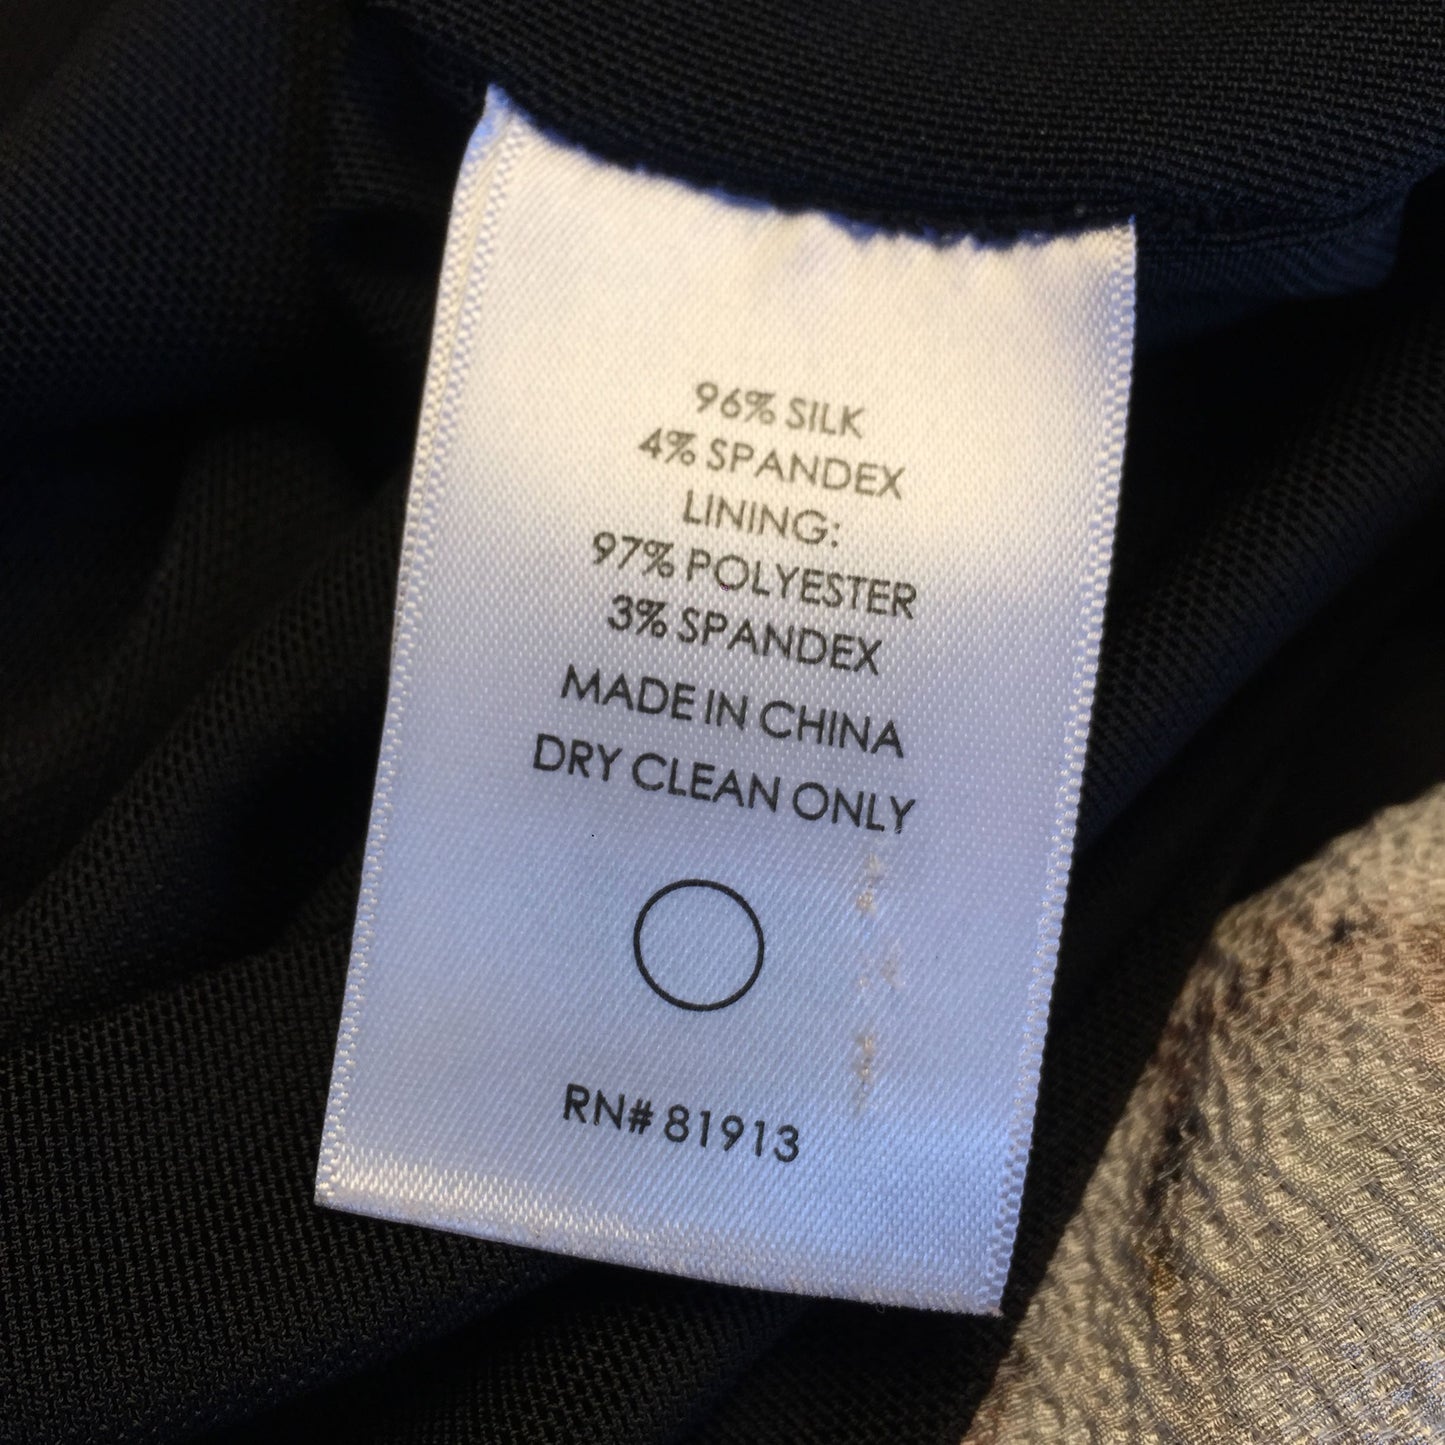 96% SILK
4% SPANDEX
LINING:
97% POLYESTER
3% SPANDEX
MADE IN CHINA
DRY CLEAN ONLY
RN# 81913